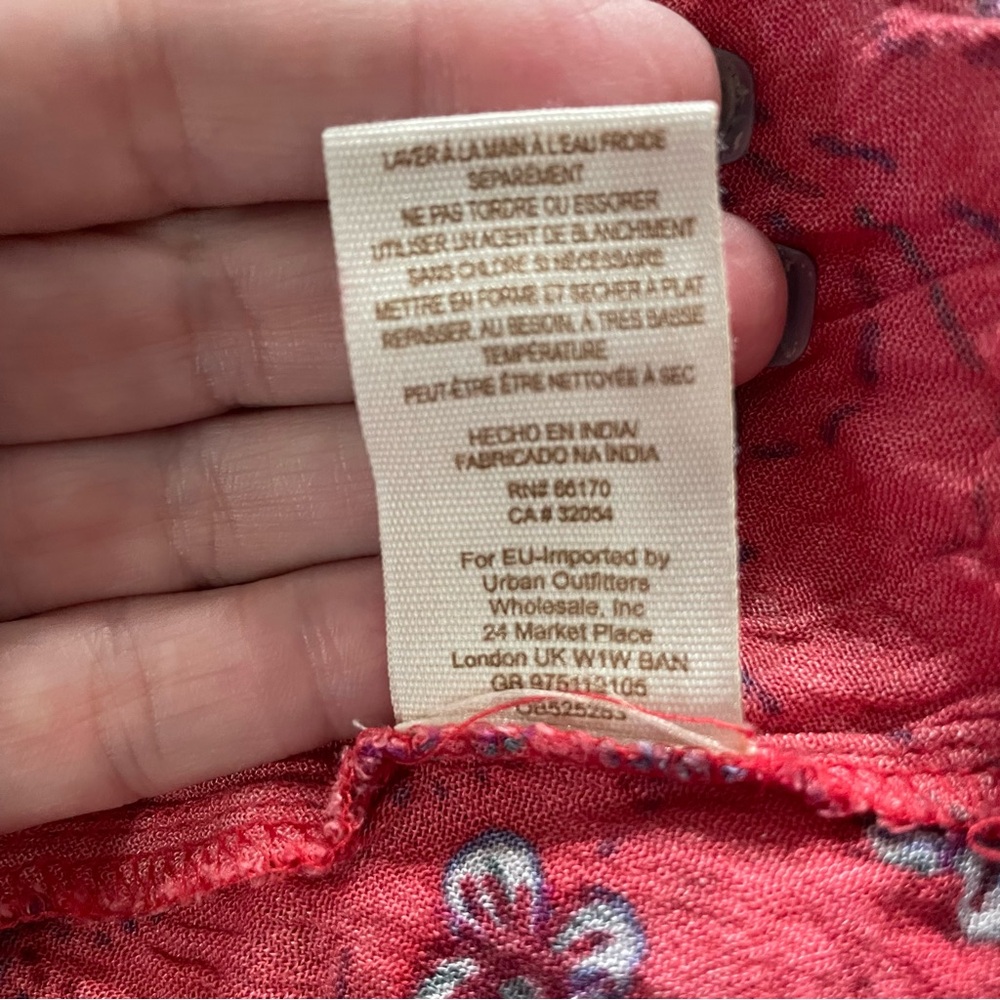 LAVER À LA MAIN À L'EAU FROIDE
SÉPARÉMENT
NE PAS TORDRE OU ESSORER
UTILISER UN AGENT DE BLANCHIMENT
SANS CHLORE SI NÉCESSAIRE
METTRE EN FORME ET SÉCHER À PLAT
REPASSER, AU BESOIN, À TRÈS BASSE
TEMPÉRATURE
PEUT-ÊTRE ÊTRE NETTOYÉE À SEC
HECHO EN INDIA/
FABRICADO NA ÍNDIA
RN# 66170
CA # 32054
For EU-Imported by
Urban Outfitters
Wholesale, Inc
24 Market Place
London UK W1W 8AN
GB